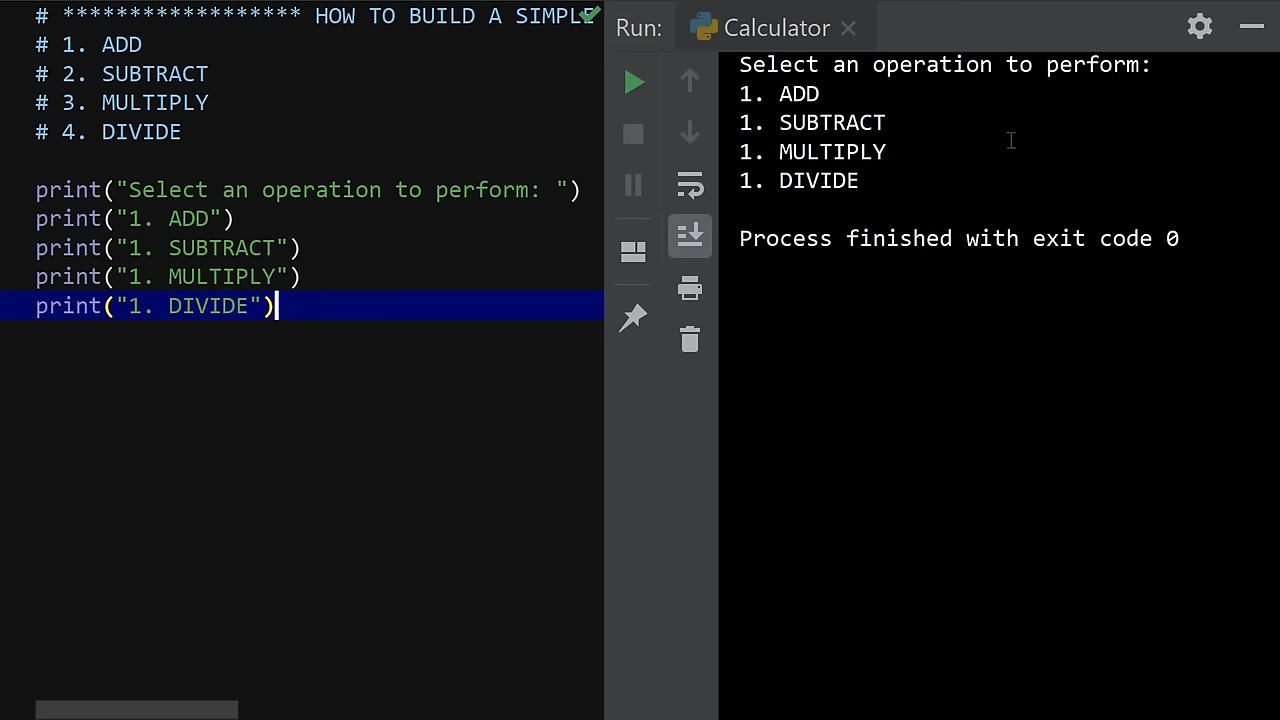 # ****************** HOW TO BUILD A SIMPLE
# 1. ADD
# 2. SUBTRACT
# 3. MULTIPLY
# 4. DIVIDE
print("Select an operation to perform: ")
print("1. ADD")
print("1. SUBTRACT")
print("1. MULTIPLY")
print("1. DIVIDE")
Run: Calculator
Select an operation to perform:
1. ADD
1. SUBTRACT
1. MULTIPLY
1. DIVIDE
Process finished with exit code 0